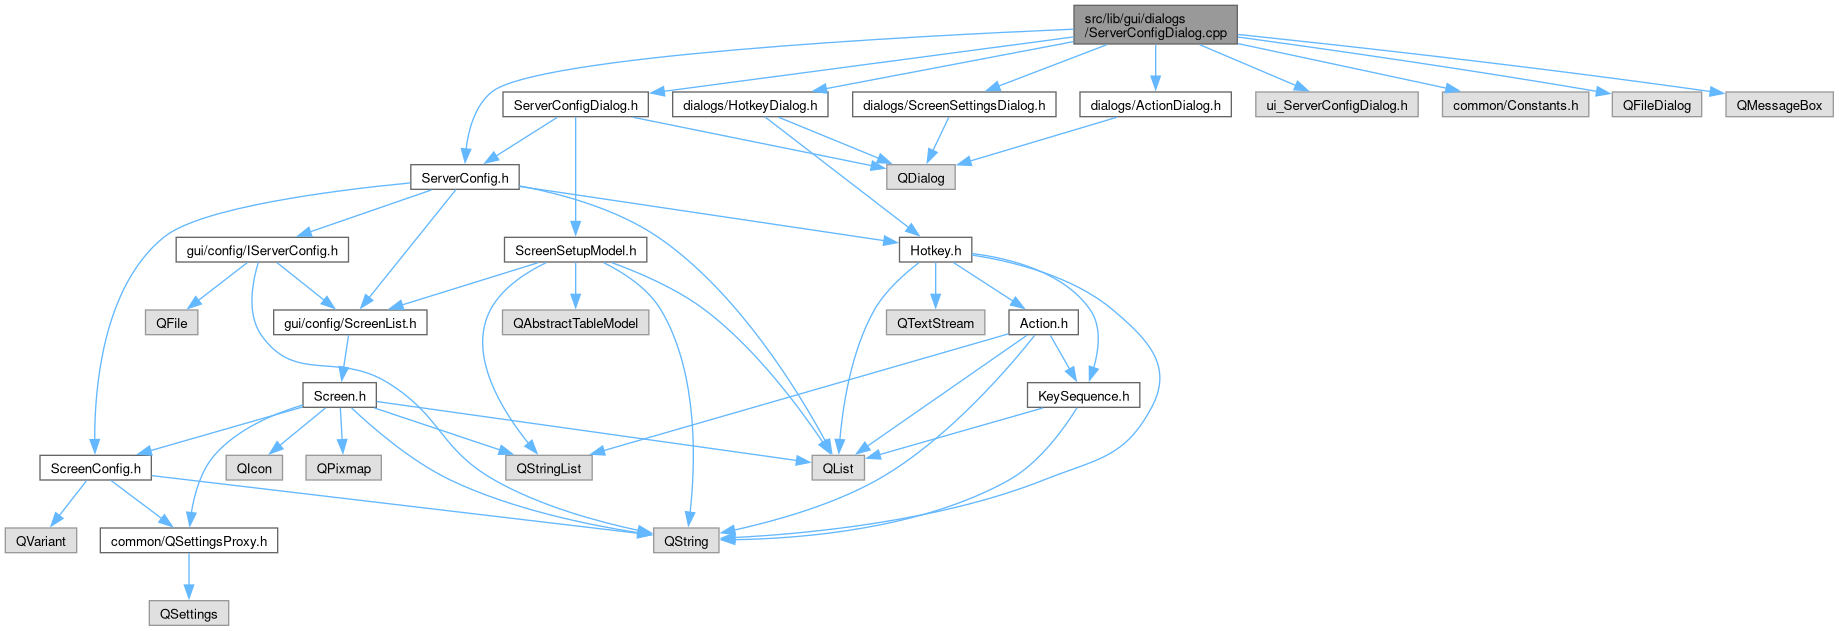 src/lib/gui/dialogs
/ServerConfigDialog.cpp
ServerConfigDialog.h
dialogs/HotkeyDialog.h
dialogs/ScreenSettingsDialog.h
dialogs/ActionDialog.h
ui_ServerConfigDialog.h
common/Constants.h
QFileDialog
QMessageBox
ServerConfig.h
QDialog
gui/config/IServerConfig.h
ScreenSetupModel.h
Hotkey.h
QFile
gui/config/ScreenList.h
QAbstractTableModel
QTextStream
Action.h
Screen.h
KeySequence.h
ScreenConfig.h
QIcon
QPixmap
QStringList
QList
QVariant
common/QSettingsProxy.h
QString
QSettings